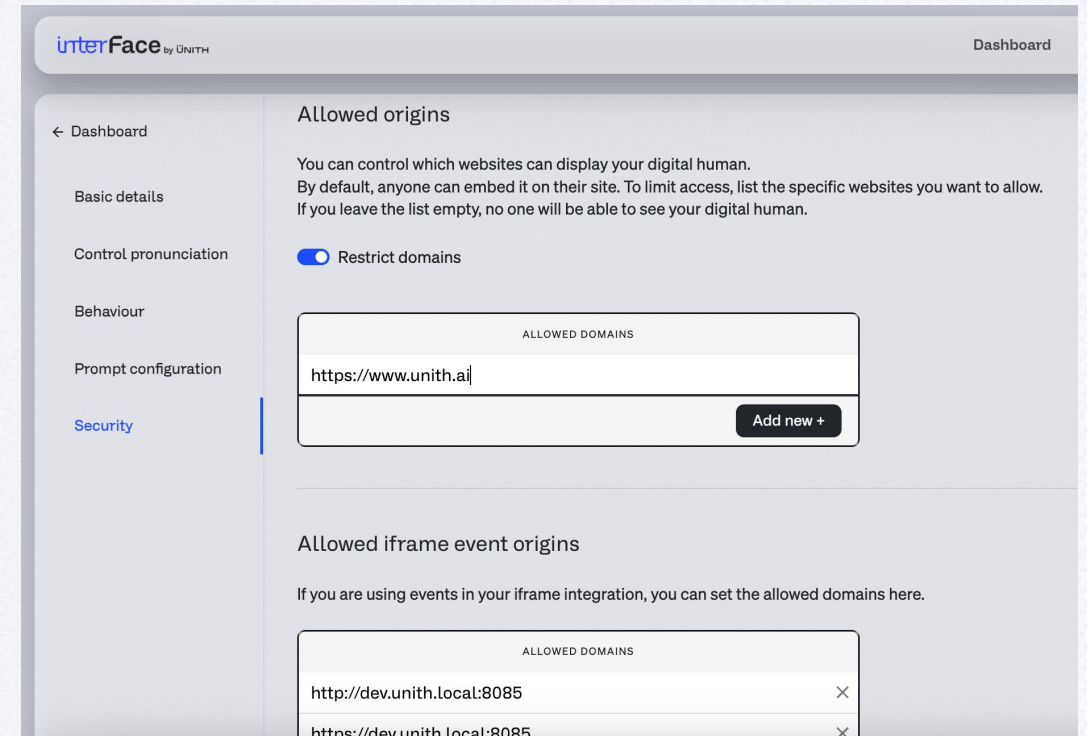 interFace by ÜNITH
Dashboard
← Dashboard
Basic details
Control pronunciation
Behaviour
Prompt configuration
Security
Allowed origins
You can control which websites can display your digital human.
By default, anyone can embed it on their site. To limit access, list the specific websites you want to allow.
If you leave the list empty, no one will be able to see your digital human.
Restrict domains
ALLOWED DOMAINS
https://www.unith.ai
Add new +
Allowed iframe event origins
If you are using events in your iframe integration, you can set the allowed domains here.
ALLOWED DOMAINS
http://dev.unith.local:8085
https://dev.unith.local:8085